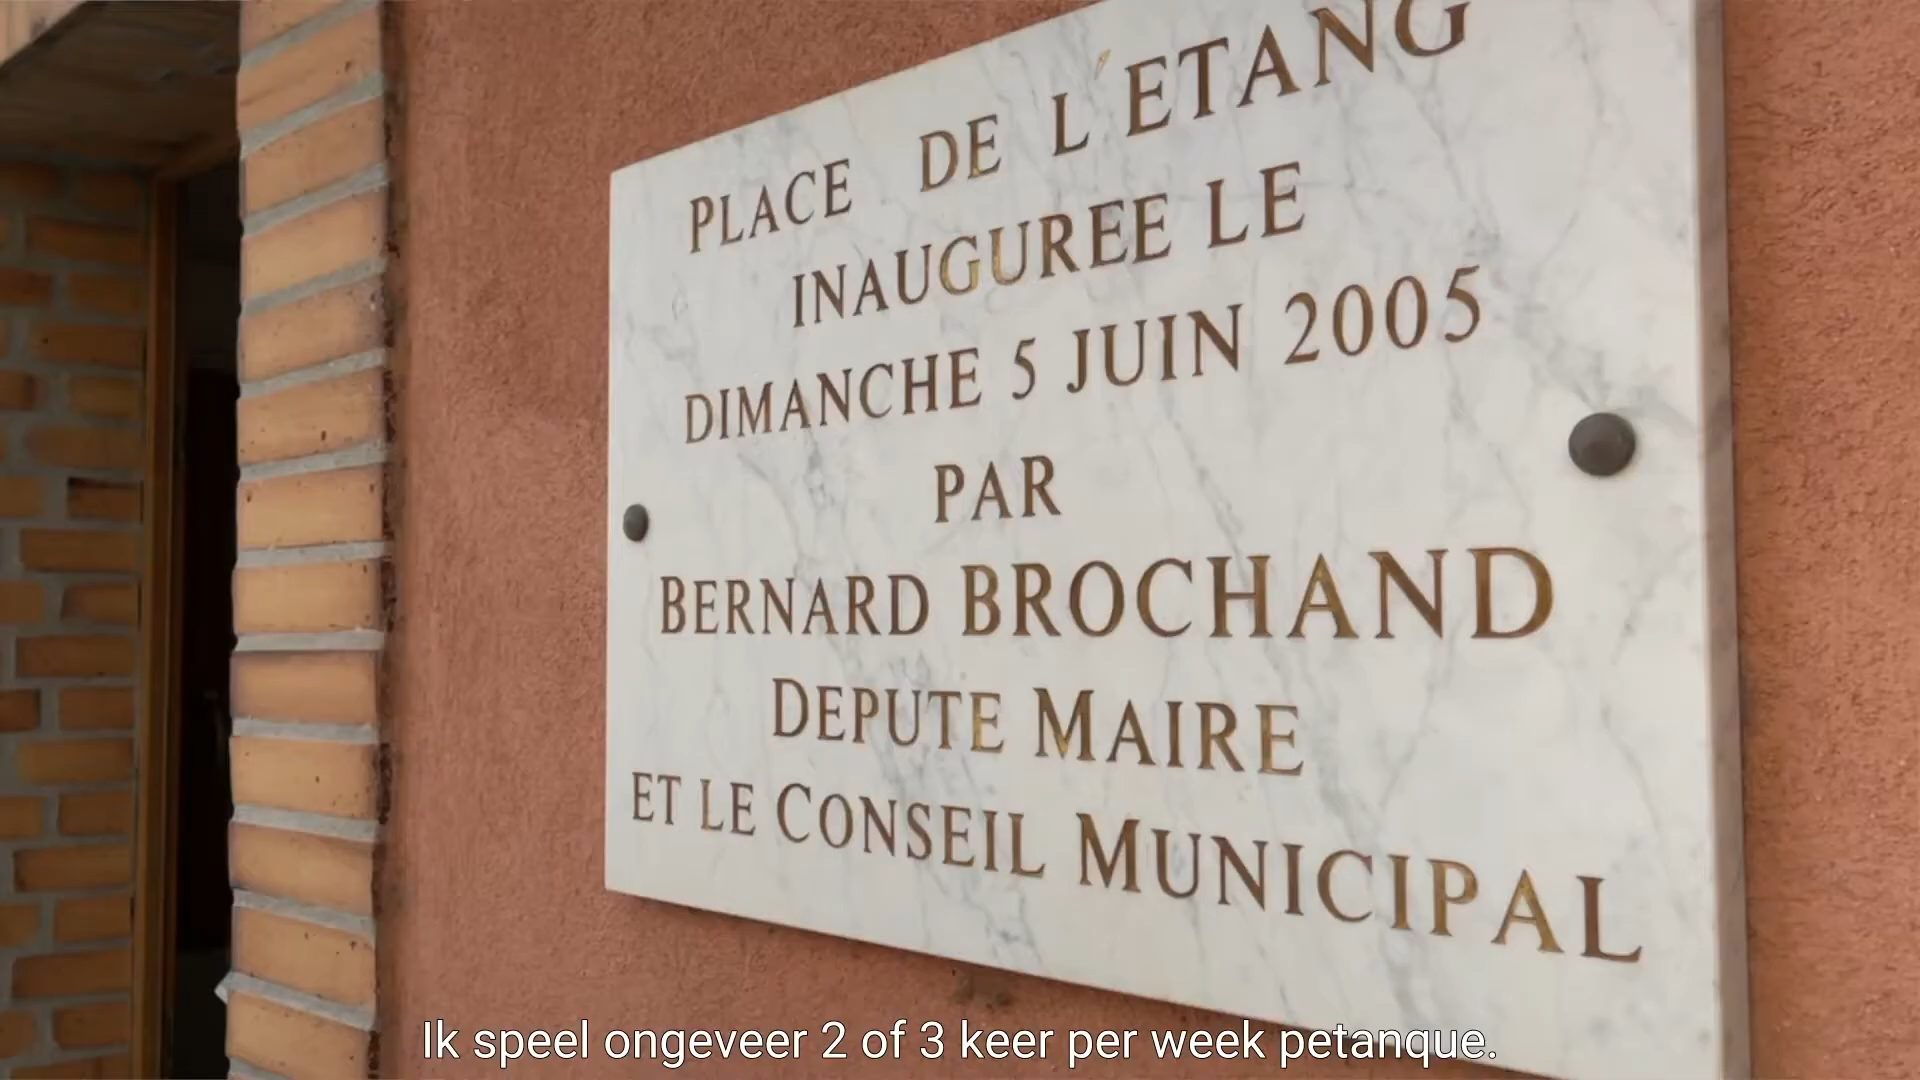 PLACE DE L'ETANG
INAUGUREE LE
DIMANCHE 5 JUIN 2005
PAR
BERNARD BROCHAND
DEPUTE MAIRE
ET LE CONSEIL MUNICIPAL
Ik speel ongeveer 2 of 3 keer per week petanque.